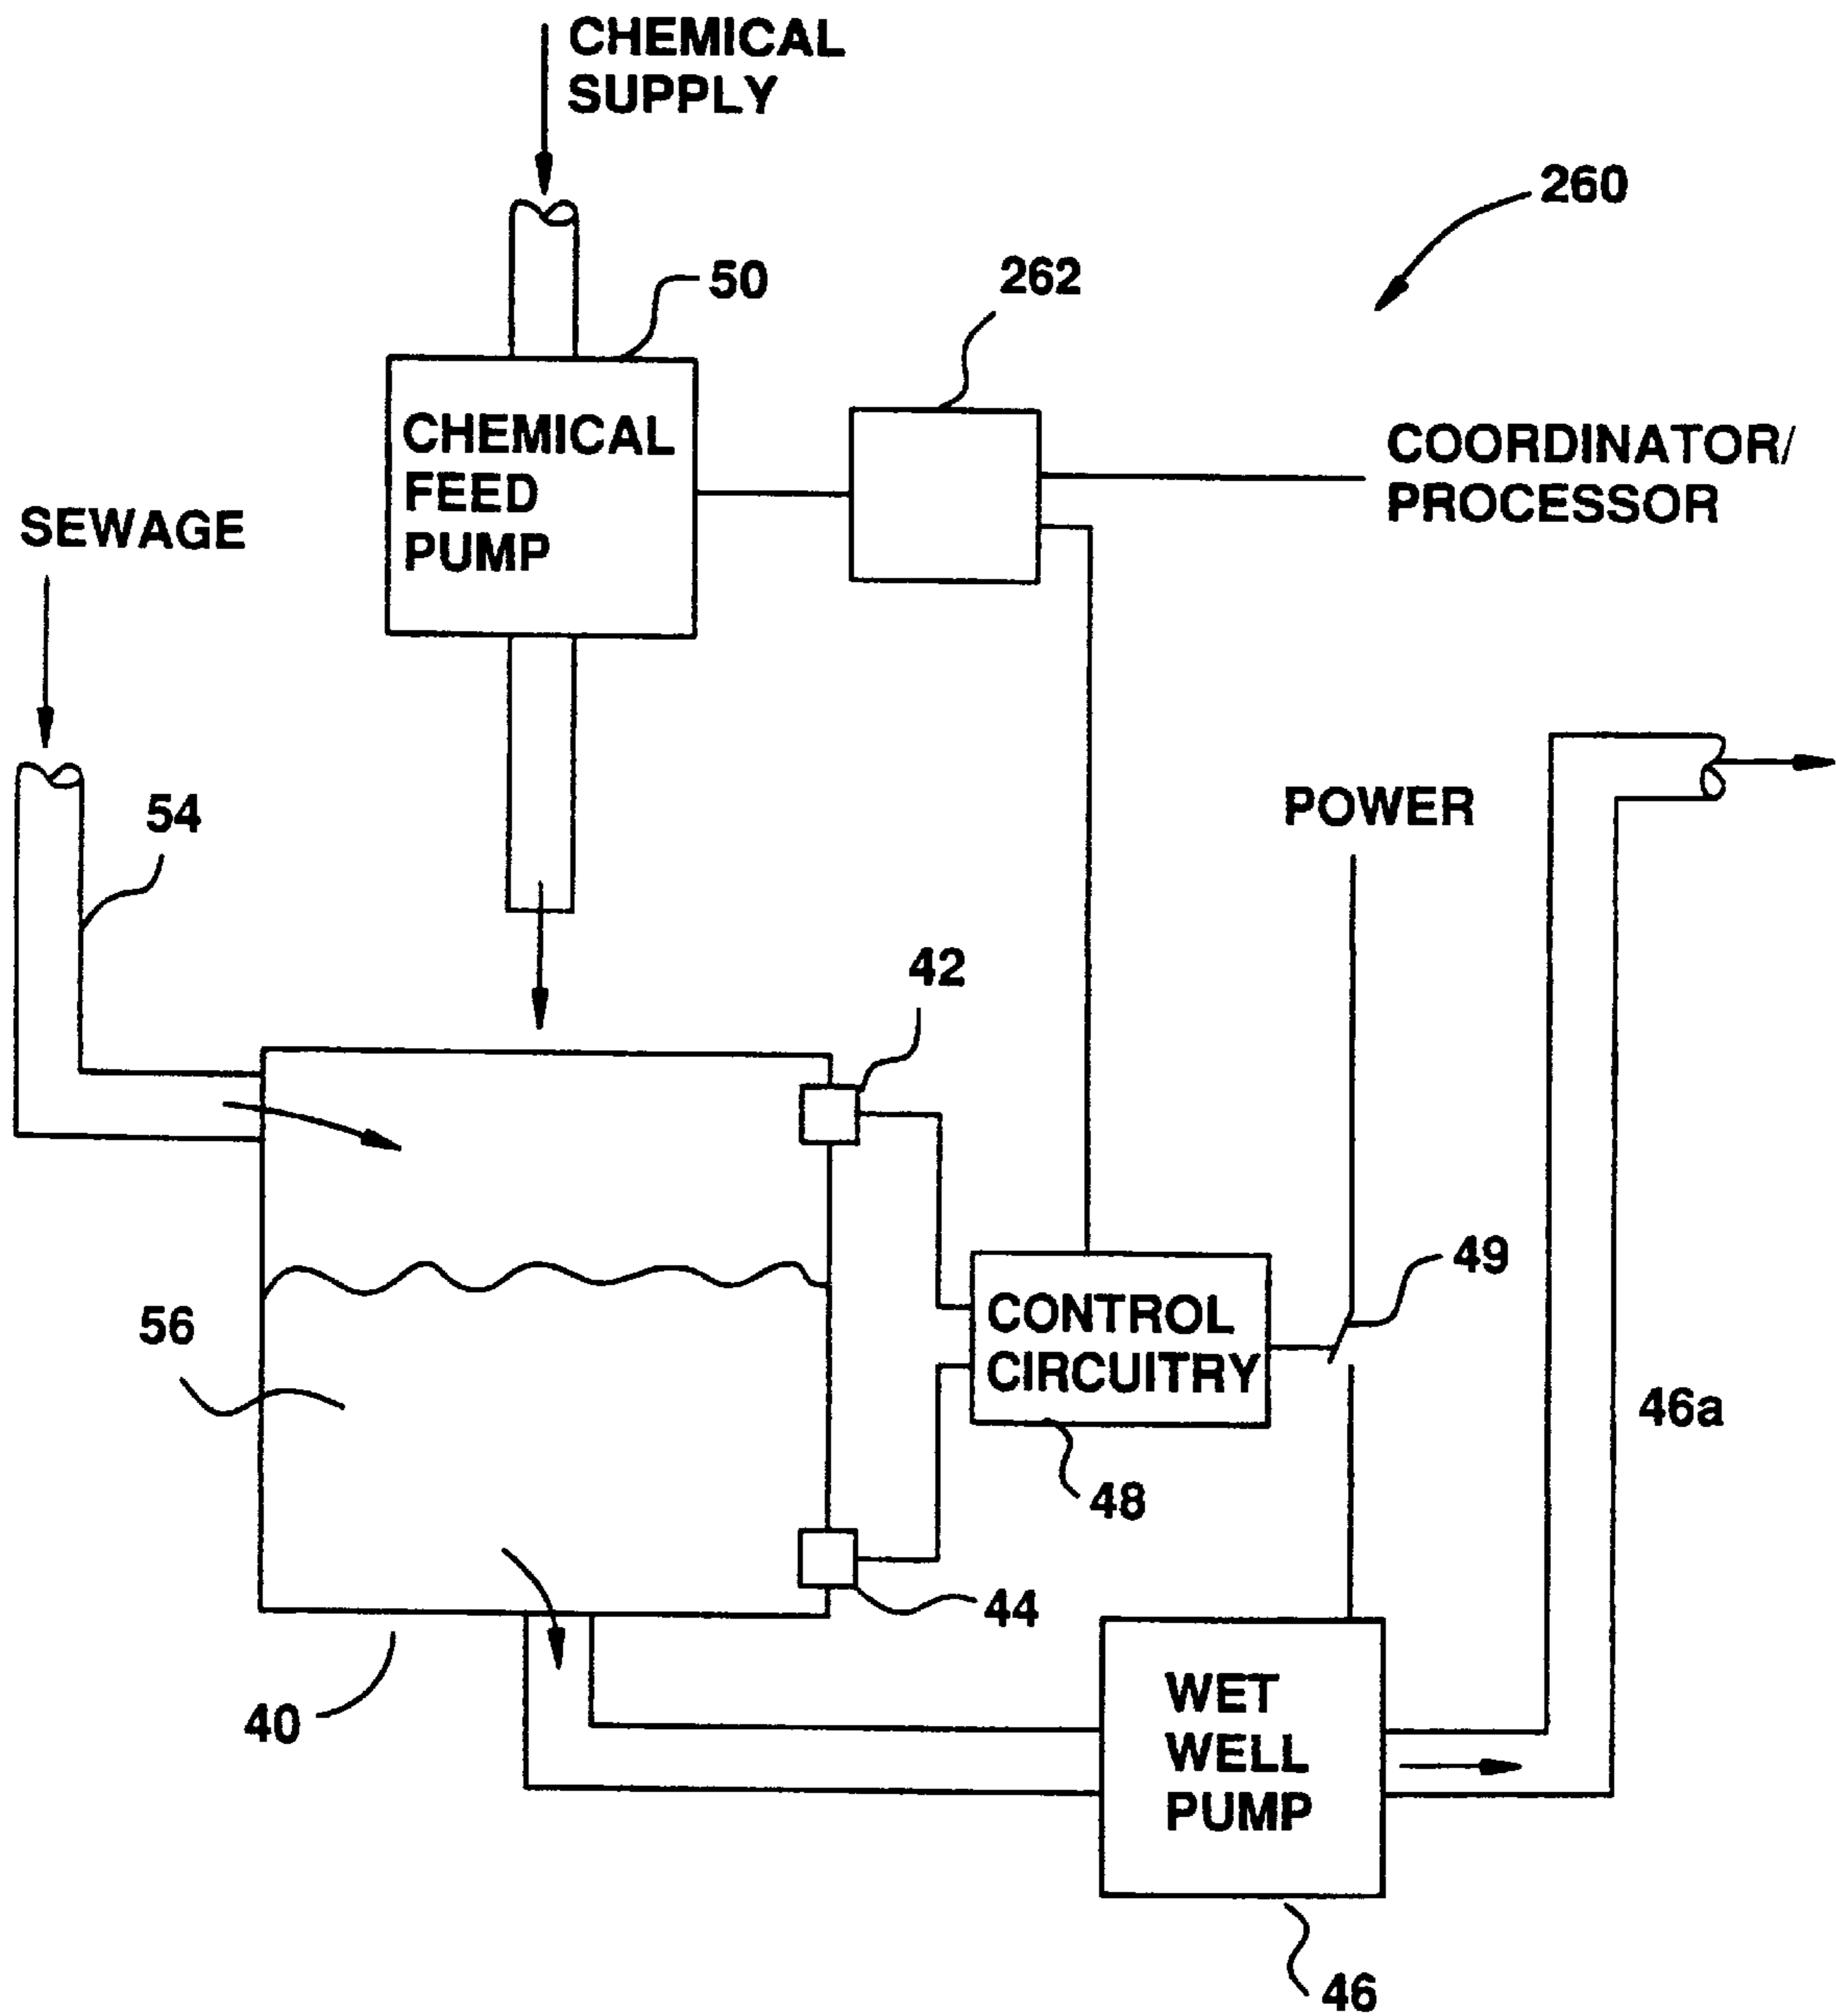 CHEMICAL
SUPPLY
260
50
262
CHEMICAL
FEED
PUMP
COORDINATOR/
PROCESSOR
SEWAGE
54
POWER
42
49
56
CONTROL
CIRCUITRY
46a
48
44
40
WET
WELL
PUMP
46